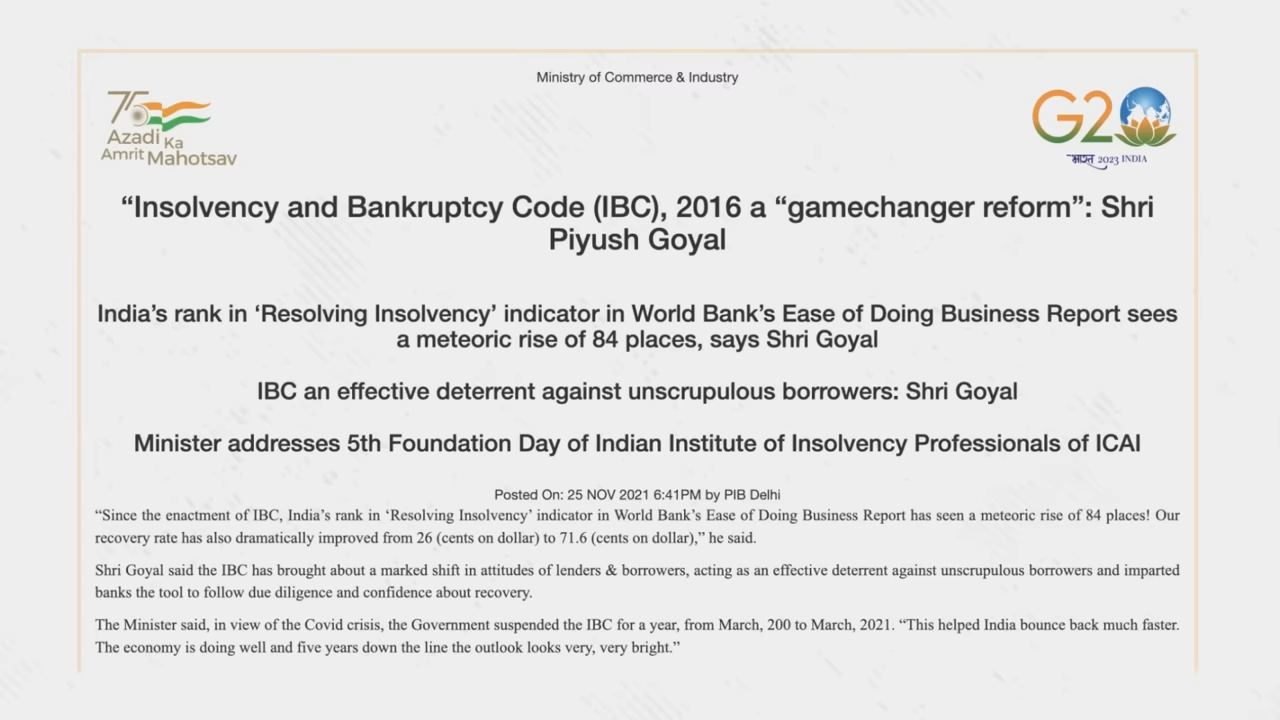 Ministry of Commerce & Industry
75
Azadi Ka
Amrit Mahotsav
G20
भारत 2023 INDIA
“Insolvency and Bankruptcy Code (IBC), 2016 a “gamechanger reform”: Shri
Piyush Goyal
India’s rank in ‘Resolving Insolvency’ indicator in World Bank’s Ease of Doing Business Report sees
a meteoric rise of 84 places, says Shri Goyal
IBC an effective deterrent against unscrupulous borrowers: Shri Goyal
Minister addresses 5th Foundation Day of Indian Institute of Insolvency Professionals of ICAI
Posted On: 25 NOV 2021 6:41PM by PIB Delhi
“Since the enactment of IBC, India’s rank in ‘Resolving Insolvency’ indicator in World Bank’s Ease of Doing Business Report has seen a meteoric rise of 84 places! Our
recovery rate has also dramatically improved from 26 (cents on dollar) to 71.6 (cents on dollar),” he said.
Shri Goyal said the IBC has brought about a marked shift in attitudes of lenders & borrowers, acting as an effective deterrent against unscrupulous borrowers and imparted
banks the tool to follow due diligence and confidence about recovery.
The Minister said, in view of the Covid crisis, the Government suspended the IBC for a year, from March, 200 to March, 2021. “This helped India bounce back much faster.
The economy is doing well and five years down the line the outlook looks very, very bright.”